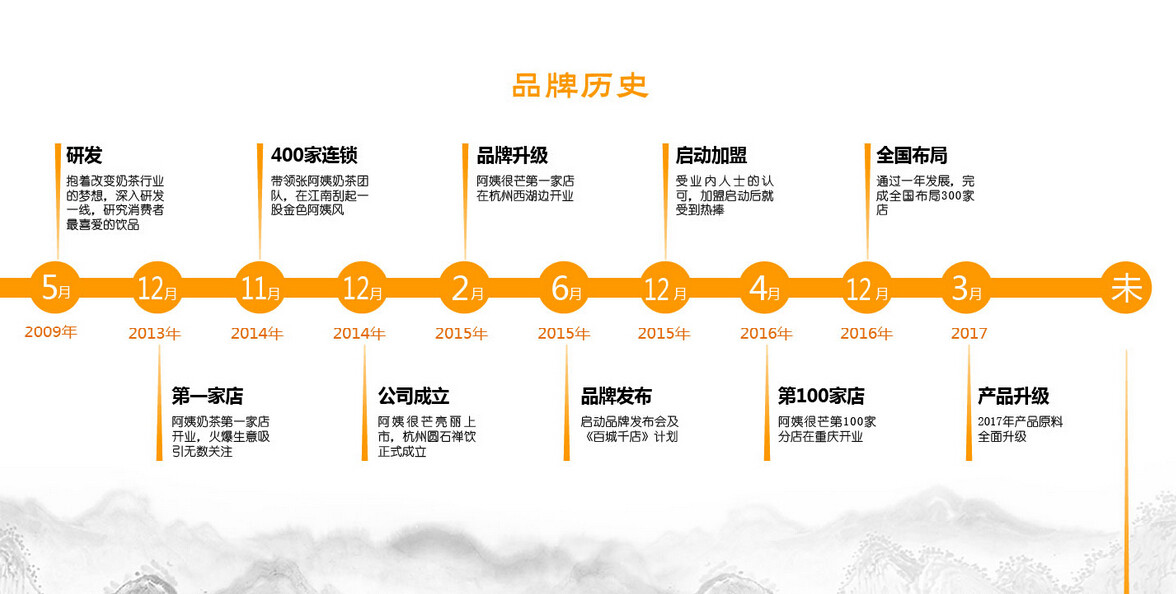 品牌历史
研发
抱着改变奶茶行业
的梦想，深入研发
一线，研究消费者
最喜爱的饮品
400家连锁
带领张阿姨奶茶团
队，在江南刮起一
股金色阿姨风
品牌升级
阿姨很芒第一家店
在杭州西湖边开业
启动加盟
受业内人士的认
可，加盟启动后就
受到热捧
全国布局
通过一年发展，完
成全国布局300家
店
5月
12月
11月
12月
2月
6月
12月
4月
12月
3月
未
2009年
2013年
2014年
2014年
2015年
2015年
2015年
2016年
2016年
2017
第一家店
阿姨奶茶第一家店
开业，火爆生意吸
引无数关注
公司成立
阿姨很芒亮丽上
市，杭州圆石禅饮
正式成立
品牌发布
启动品牌发布会及
《百城千店》计划
第100家店
阿姨很芒第100家
分店在重庆开业
产品升级
2017年产品原料
全面升级